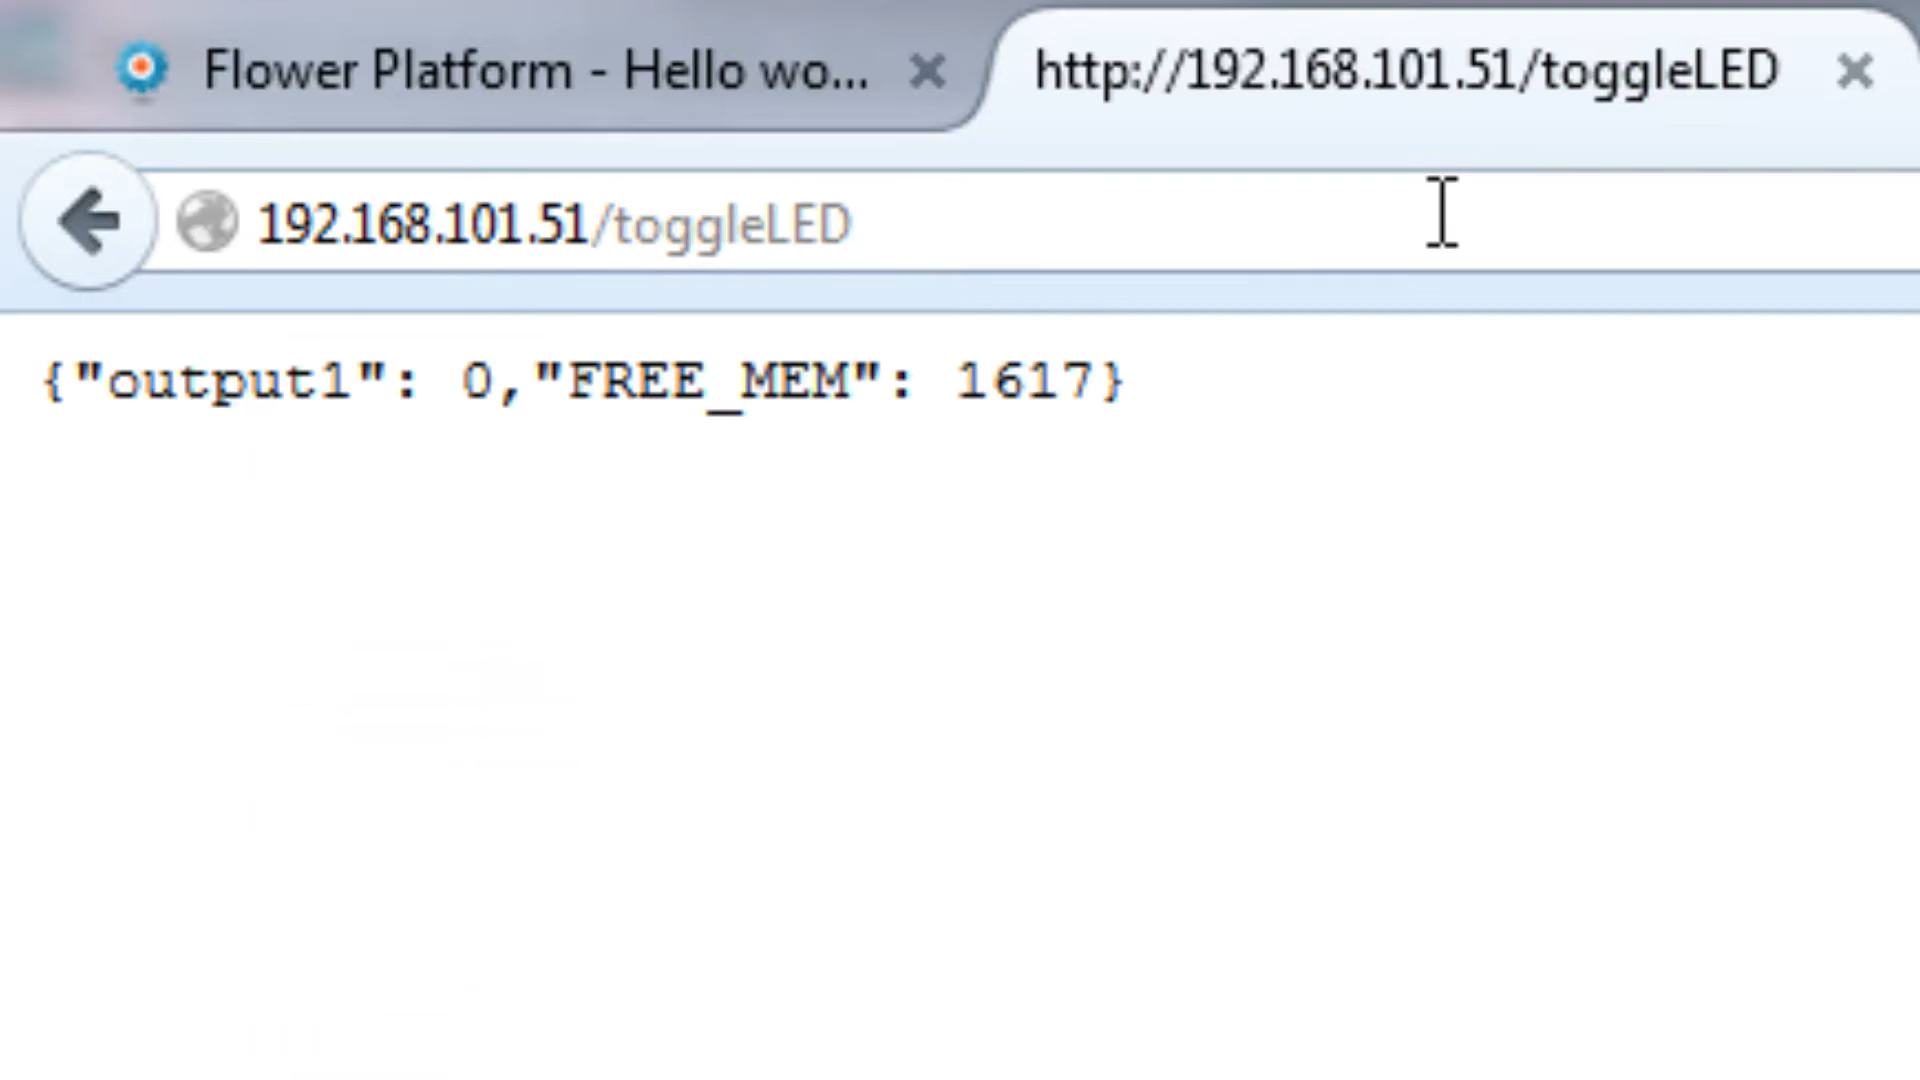 Flower Platform - Hello wo...
http://192.168.101.51/toggleLED
192.168.101.51/toggleLED
{"output1": 0,"FREE_MEM": 1617}